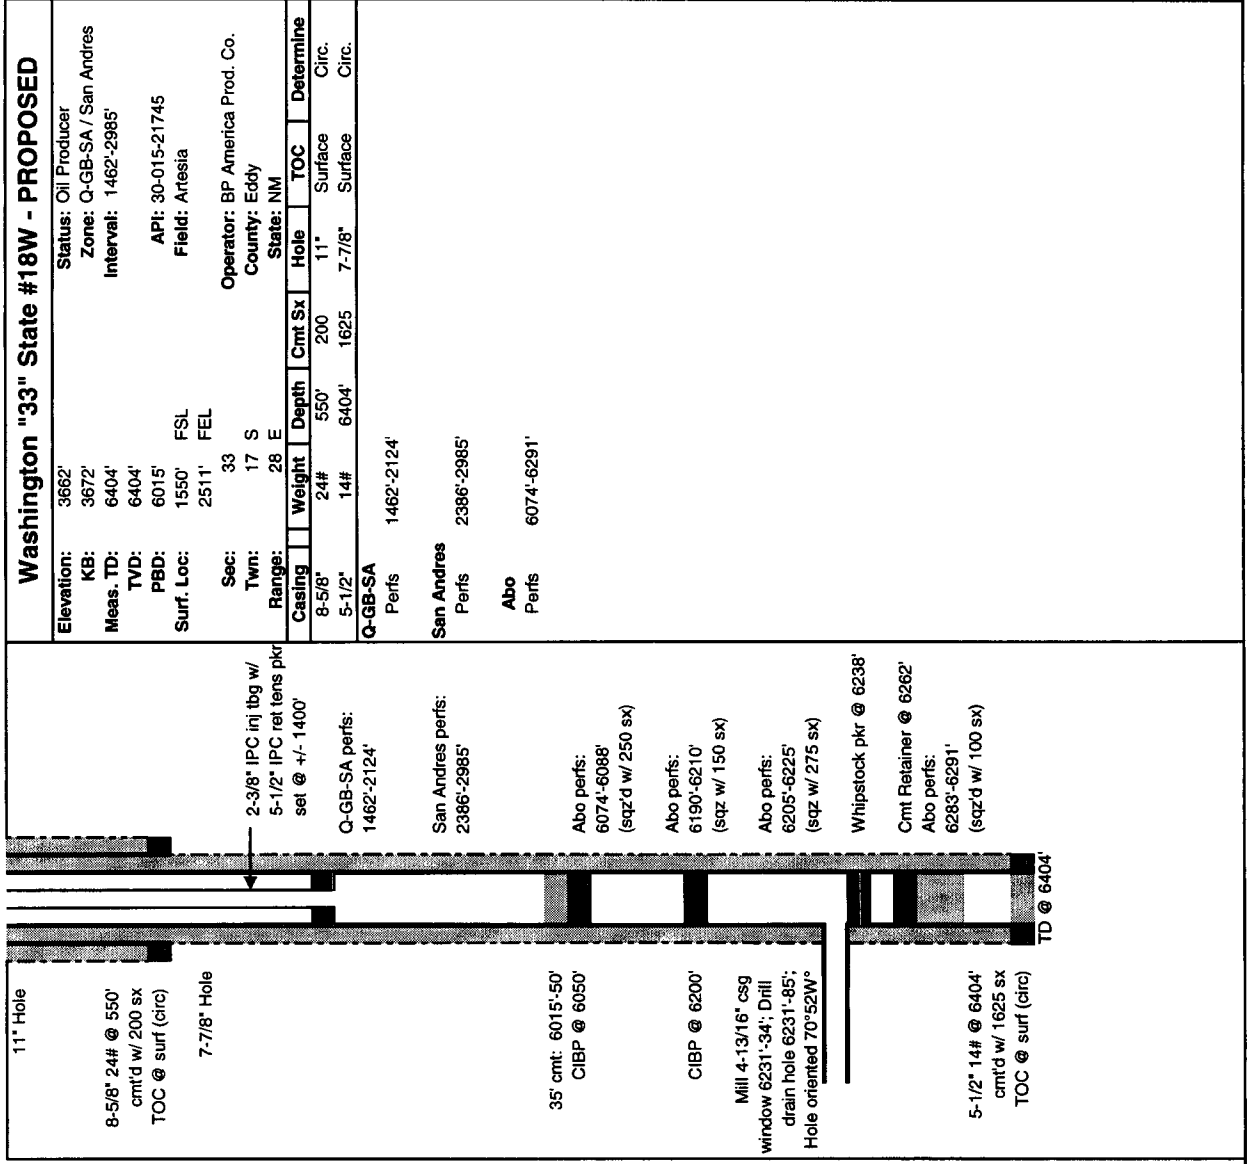 Washington "33" State #18W - PROPOSED
Elevation: 3662' Status: Oil Producer
KB: 3672' Zone: Q-GB-SA / San Andres
Meas. TD: 6404' Interval: 1462'-2985'
TVD: 6404'
PBD: 6015' API: 30-015-21745
Surf. Loc: 1550' FSL Field: Artesia
2511' FEL
Sec: 33 Operator: BP America Prod. Co.
Twn: 17 S County: Eddy
Range: 28 E State: NM
Casing Weight Depth Cmt Sx Hole TOC Determine
8-5/8" 24# 550' 200 11" Surface Circ.
5-1/2" 14# 6404' 1625 7-7/8" Surface Circ.
Q-GB-SA
Perfs 1462'-2124'
San Andres
Perfs 2386'-2985'
Abo
Perfs 6074'-6291'
11" Hole
8-5/8" 24# @ 550'
cmt'd w/ 200 sx
TOC @ surf (circ)
7-7/8" Hole
2-3/8" IPC inj tbg w/
5-1/2" IPC ret tens pkr
set @ +/- 1400'
Q-GB-SA perfs:
1462'-2124'
San Andres perfs:
2386'-2985'
35' cmt: 6015'-50'
CIBP @ 6050'
Abo perfs:
6074'-6088'
(sqz'd w/ 250 sx)
CIBP @ 6200'
Abo perfs:
6190'-6210'
(sqz w/ 150 sx)
Abo perfs:
6205'-6225'
(sqz w/ 275 sx)
Mill 4-13/16" csg
window 6231'-34'; Drill
drain hole 6231'-85';
Hole oriented 70°52W°
Whipstock pkr @ 6238'
Cmt Retainer @ 6262'
Abo perfs:
6283'-6291'
(sqz'd w/ 100 sx)
5-1/2" 14# @ 6404'
cmt'd w/ 1625 sx
TOC @ surf (circ)
TD @ 6404'